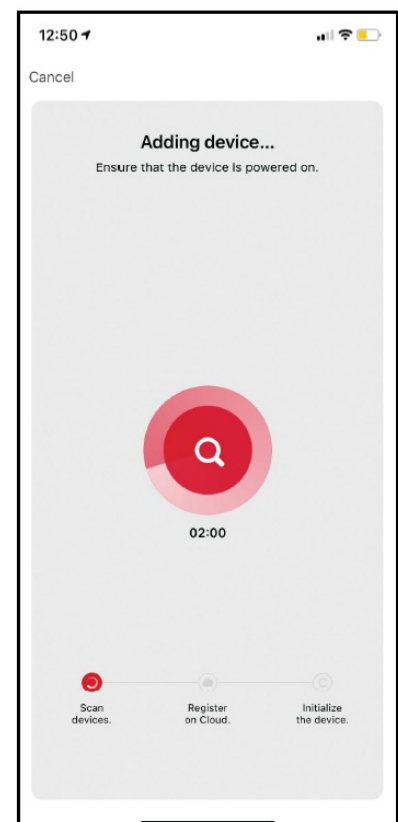 12:50
Cancel
Adding device...
Ensure that the device is powered on.
02:00
Scan
devices.
Register
on Cloud.
Initialize
the device.